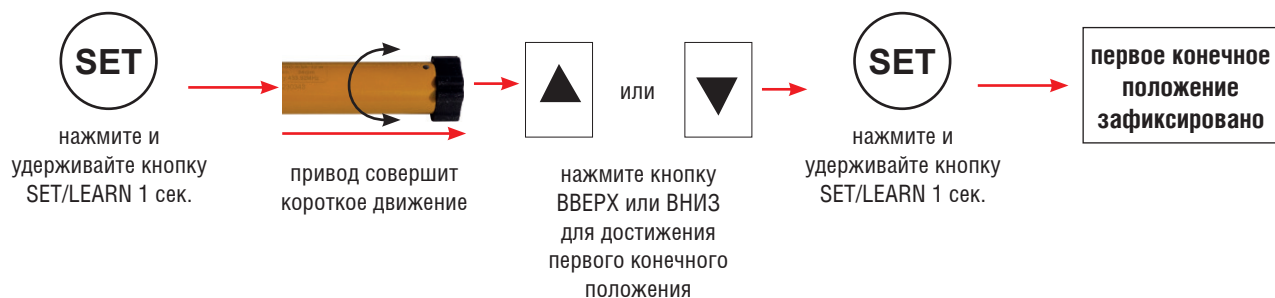 SET
нажмите и
удерживайте кнопку
SET/LEARN 1 сек.
привод совершит
короткое движение
или
нажмите кнопку
ВВЕРХ или ВНИЗ
для достижения
первого конечного
положения
SET
нажмите и
удерживайте кнопку
SET/LEARN 1 сек.
первое конечное
положение
зафиксировано